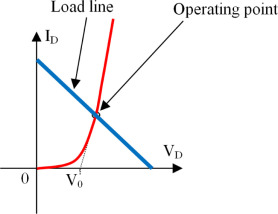 Load line
Operating point
I_D
V_D
0
V_0